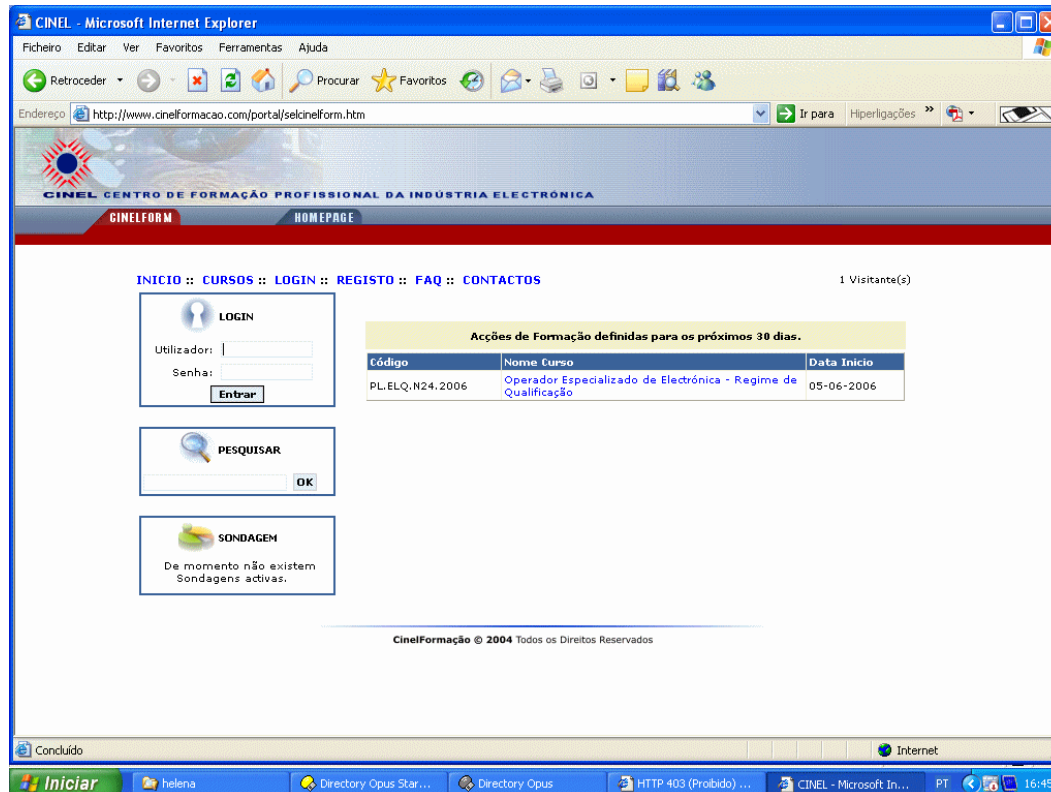 CINEL - Microsoft Internet Explorer
Ficheiro Editar Ver Favoritos Ferramentas Ajuda
Retroceder Procurar Favoritos
Endereço http://www.cinelformacao.com/portal/selcinelform.htm Ir para Hiperligações »
CINEL CENTRO DE FORMAÇÃO PROFISSIONAL DA INDÚSTRIA ELECTRÓNICA
CINELFORM HOMEPAGE
INICIO :: CURSOS :: LOGIN :: REGISTO :: FAQ :: CONTACTOS 1 Visitante(s)
LOGIN
Utilizador:
Senha:
Entrar
PESQUISAR
OK
SONDAGEM
De momento não existem
Sondagens activas.
Acções de Formação definidas para os próximos 30 dias.
Código Nome Curso Data Inicio
PL.ELQ.N24.2006 Operador Especializado de Electrónica - Regime de Qualificação 05-06-2006
CinelFormação © 2004 Todos os Direitos Reservados
Concluído Internet
Iniciar helena Directory Opus Star... Directory Opus HTTP 403 (Proibido) ... CINEL - Microsoft In... PT 16:45